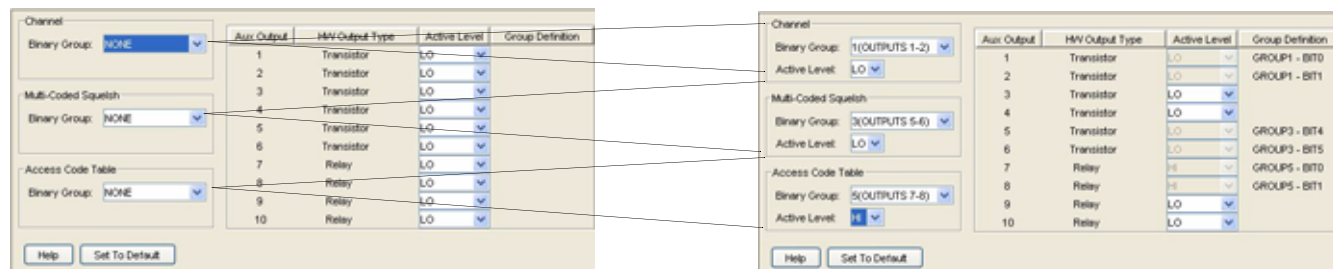 Channel
Binary Group: NONE
Multi-Coded Squelsh
Binary Group: NONE
Access Code Table
Binary Group: NONE
Aux Output H/W Output Type Active Level Group Definition
1 Transistor LO
2 Transistor LO
3 Transistor LO
4 Transistor LO
5 Transistor LO
6 Transistor LO
7 Relay LO
8 Relay LO
9 Relay LO
10 Relay LO
Help Set To Default
Channel
Binary Group: 1(OUTPUTS 1-2)
Active Level: LO
Multi-Coded Squelsh
Binary Group: 3(OUTPUTS 5-6)
Active Level: LO
Access Code Table
Binary Group: 5(OUTPUTS 7-8)
Active Level: HI
Aux Output H/W Output Type Active Level Group Definition
1 Transistor LO GROUP1 - BIT0
2 Transistor LO GROUP1 - BIT1
3 Transistor LO
4 Transistor LO
5 Transistor LO GROUP3 - BIT4
6 Transistor LO GROUP3 - BIT5
7 Relay HI GROUP5 - BIT0
8 Relay HI GROUP5 - BIT1
9 Relay LO
10 Relay LO
Help Set To Default